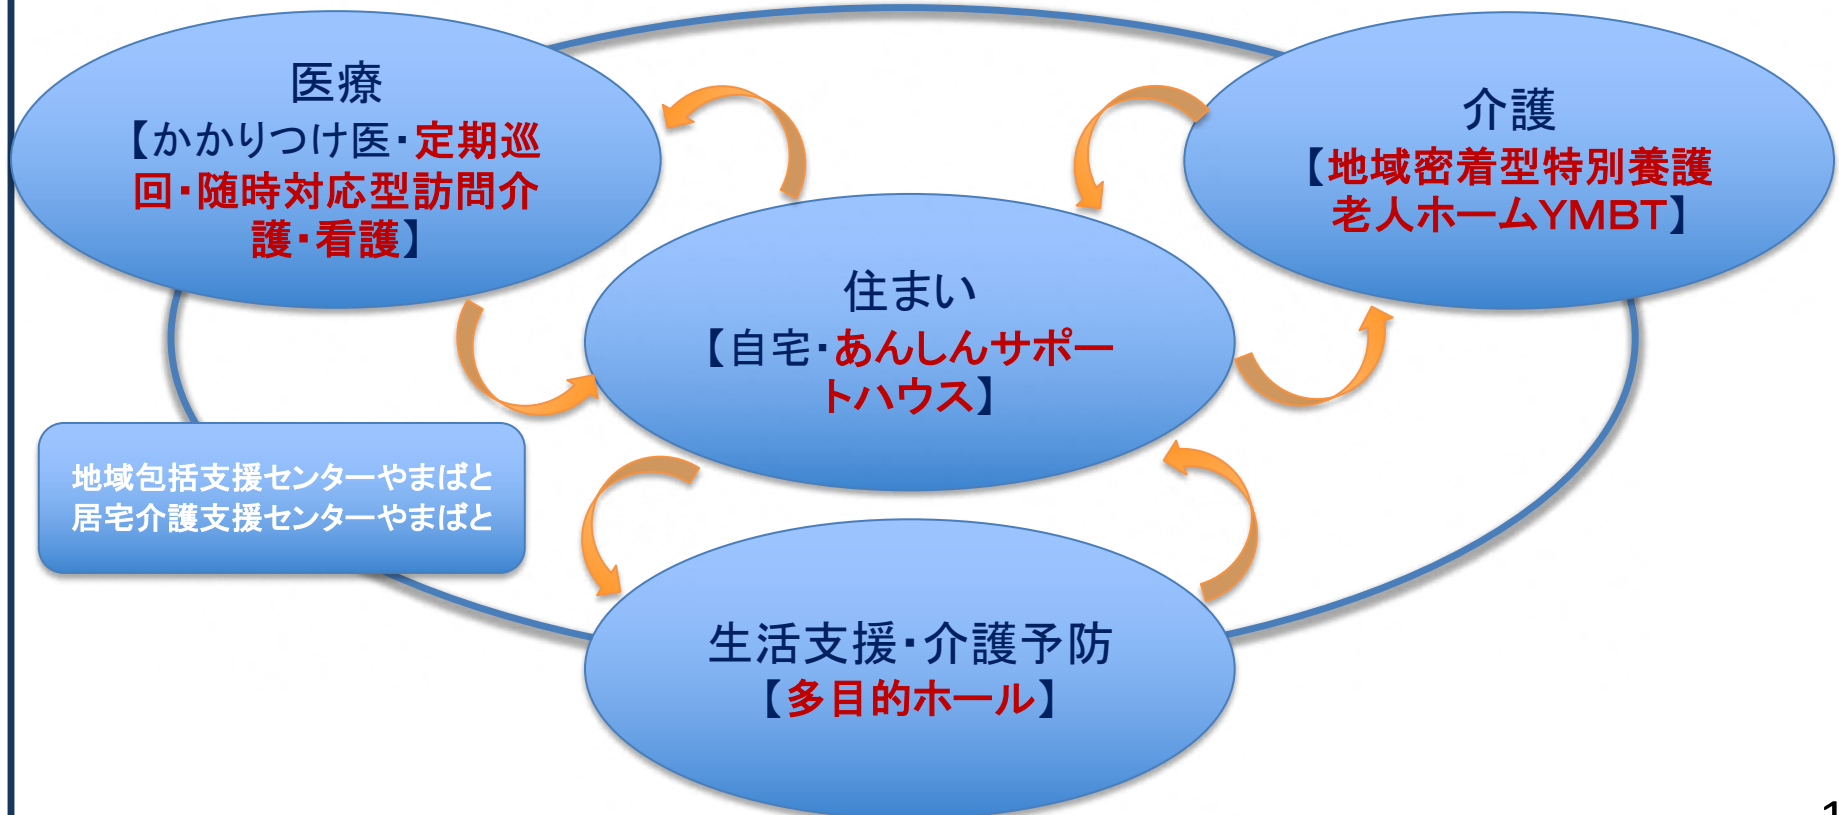 医療
【かかりつけ医・定期巡
回・随時対応型訪問介
護・看護】
介護
【地域密着型特別養護
老人ホームYMBT】
住まい
【自宅・あんしんサポー
トハウス】
地域包括支援センターやまばと
居宅介護支援センターやまばと
生活支援・介護予防
【多目的ホール】
1